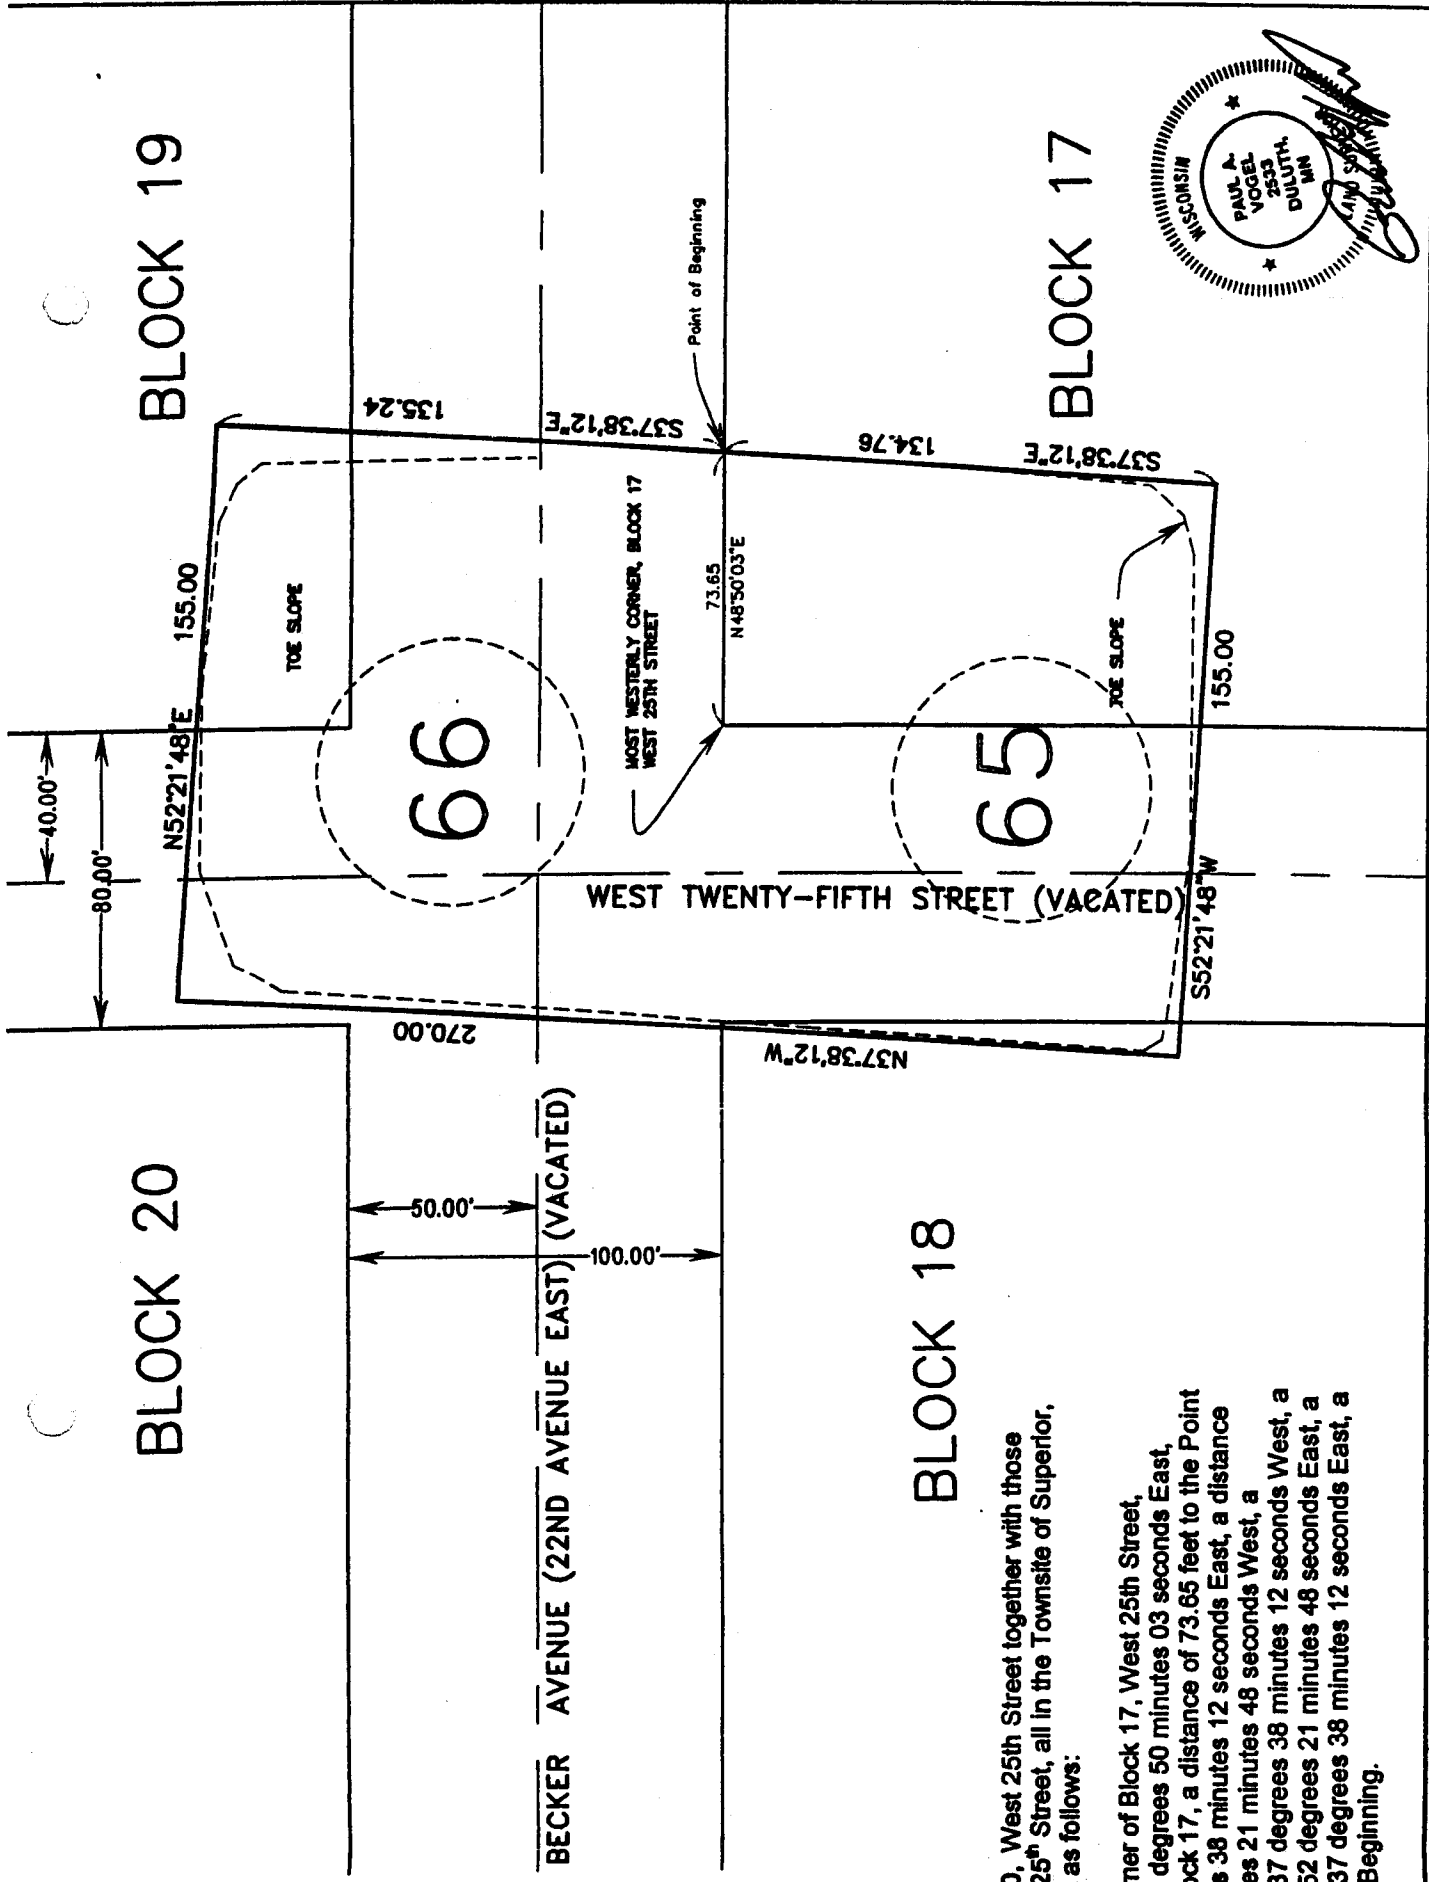 BLOCK 20
BLOCK 19
40.00'
80.00'
N52°21'48"E
155.00
TOE SLOPE
270.00
135.24
66
50.00'
100.00'
BECKER AVENUE (22ND AVENUE EAST) (VACATED)
S37°38'12"E
MOST WESTERLY CORNER, BLOCK 17
WEST 25TH STREET
Point of Beginning
73.65
N48°50'03"E
WEST TWENTY-FIFTH STREET (VACATED)
N37°38'12"W
134.76
S37°38'12"E
65
TOE SLOPE
S52°21'48"W
155.00
BLOCK 18
BLOCK 17
, West 25th Street together with those
25th Street, all in the Townsite of Superior,
as follows:
of Block 17, West 25th Street,
degrees 50 minutes 03 seconds East,
17, a distance of 73.65 feet to the Point
38 minutes 12 seconds East, a distance
21 minutes 48 seconds West, a
37 degrees 38 minutes 12 seconds West, a
52 degrees 21 minutes 48 seconds East, a
37 degrees 38 minutes 12 seconds East, a
Beginning.
WISCONSIN
PAUL A.
VOGEL
2533
DULUTH,
MN
LAND